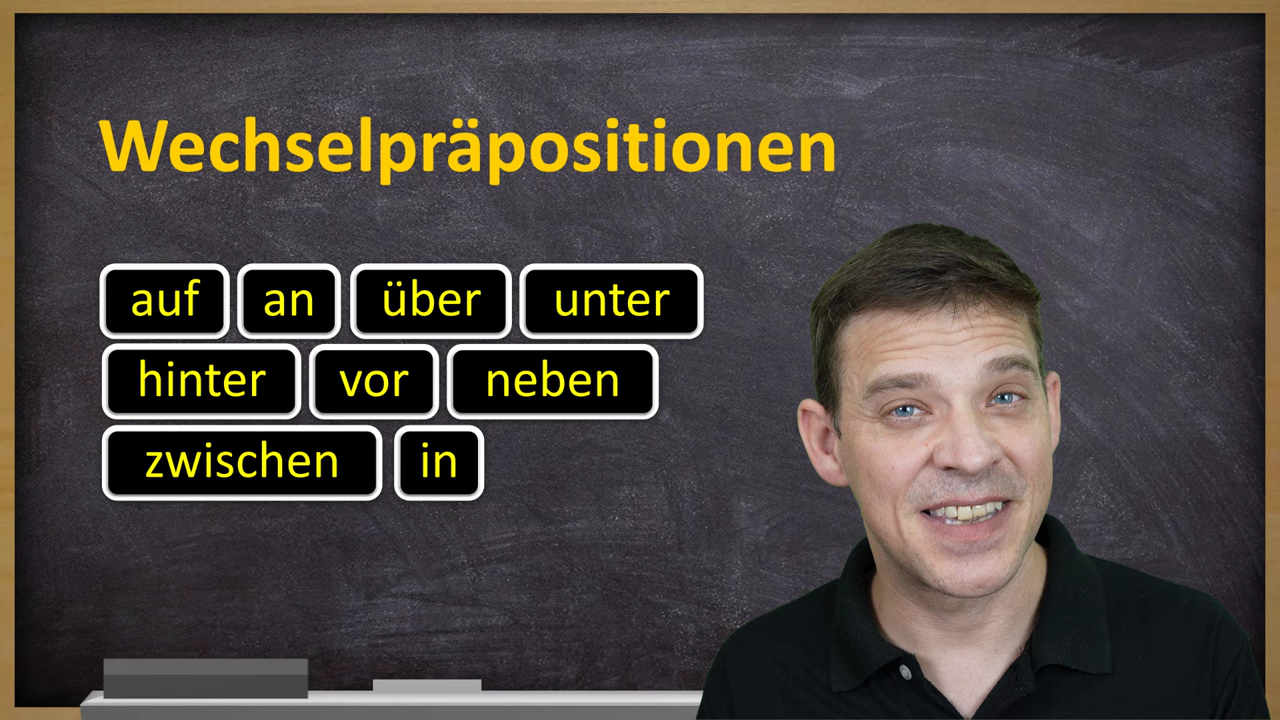 Wechselpräpositionen
auf an über unter
hinter vor neben
zwischen in